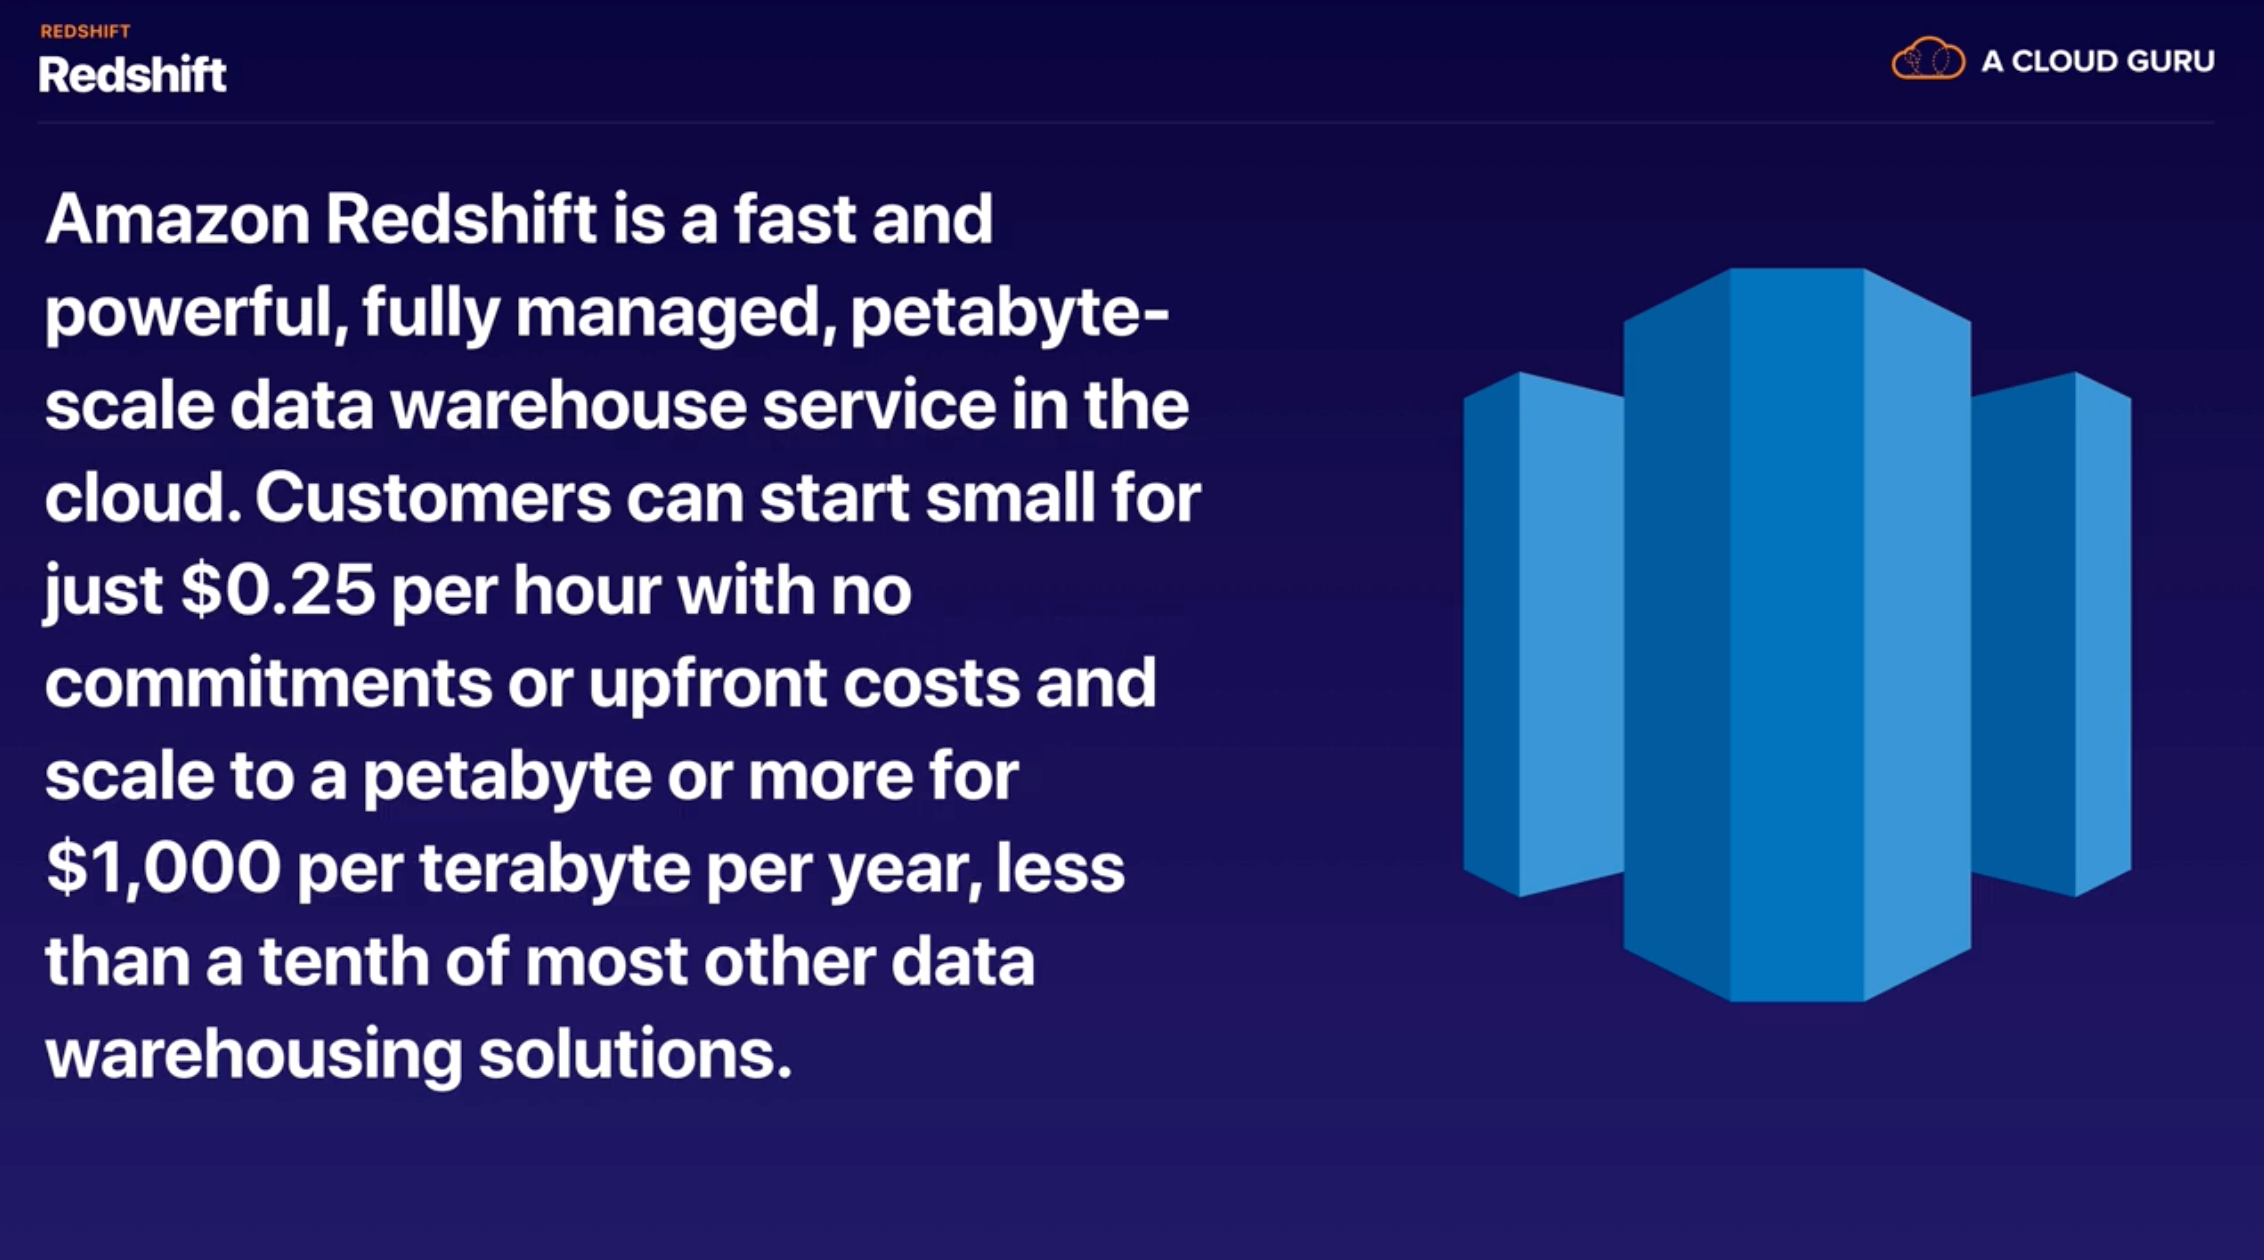 REDSHIFT
Redshift
A CLOUD GURU
Amazon Redshift is a fast and
powerful, fully managed, petabyte-
scale data warehouse service in the
cloud. Customers can start small for
just $0.25 per hour with no
commitments or upfront costs and
scale to a petabyte or more for
$1,000 per terabyte per year, less
than a tenth of most other data
warehousing solutions.